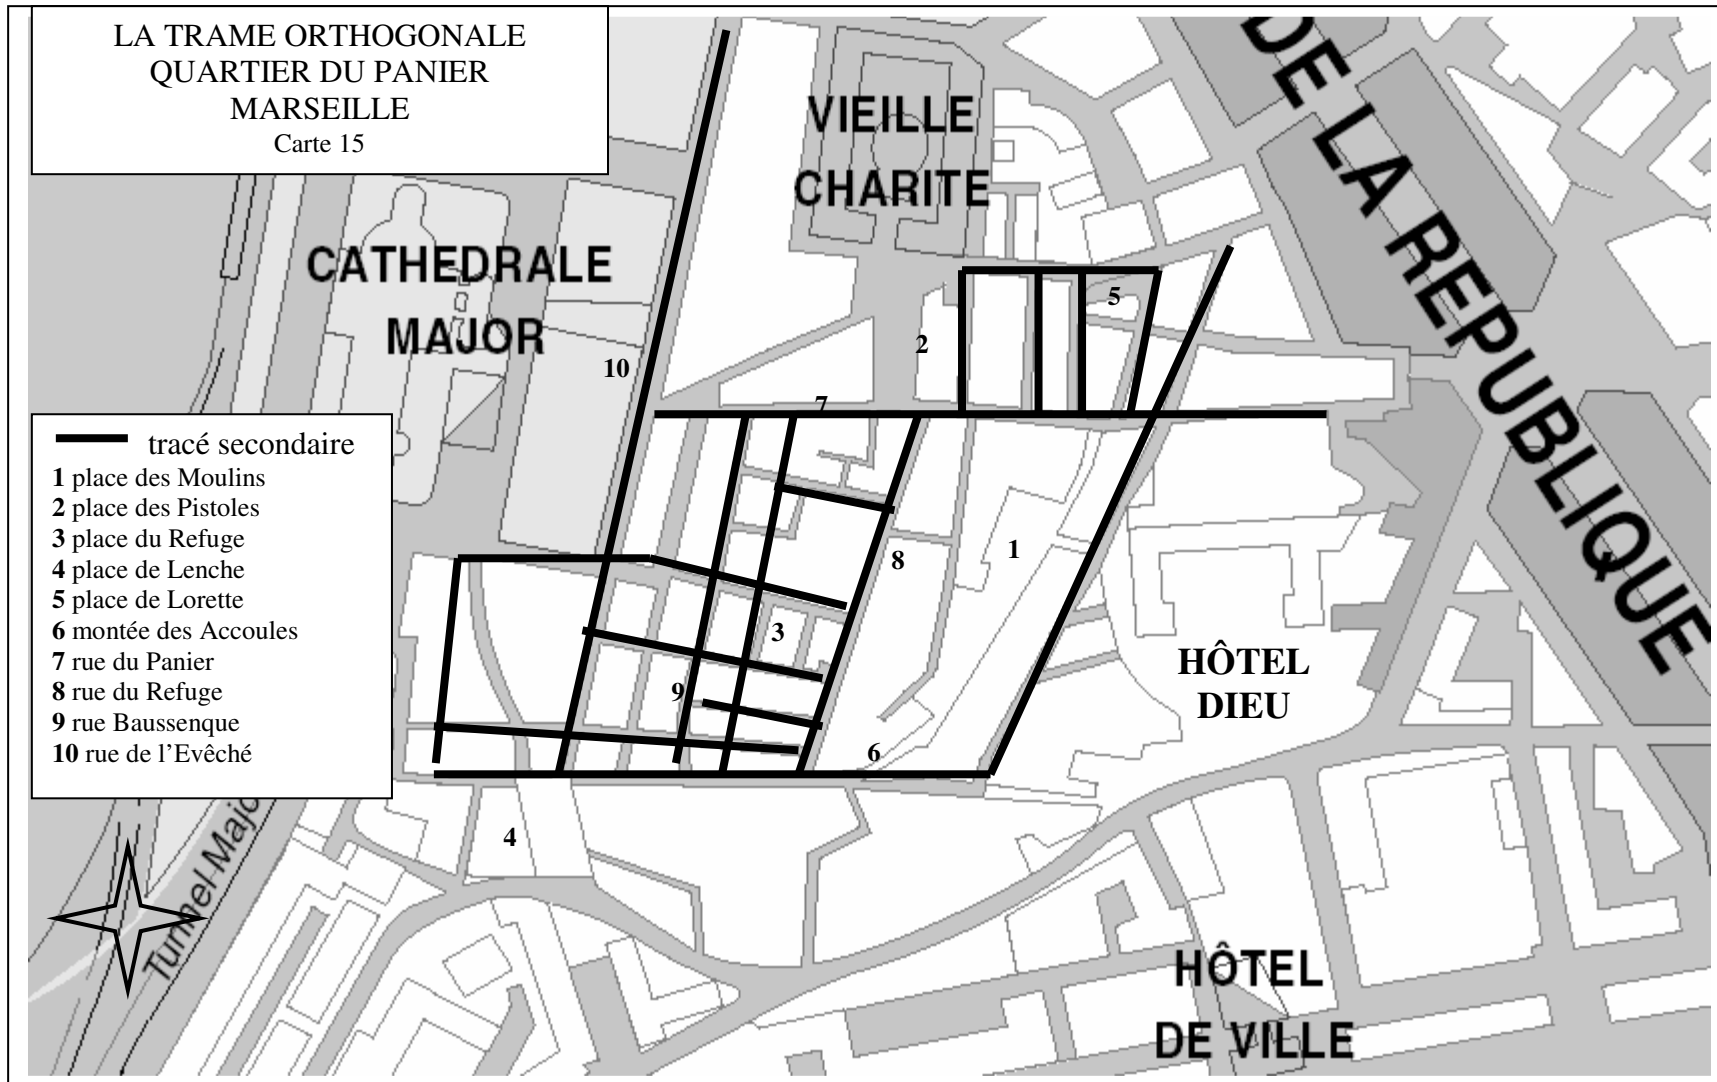 LA TRAME ORTHOGONALE
QUARTIER DU PANIER
MARSEILLE
Carte 15
VIEILLE
CHARITE
DE LA REPUBLIQUE
CATHEDRALE
MAJOR
5
2
10
7
tracé secondaire
1 place des Moulins
2 place des Pistoles
3 place du Refuge
4 place de Lenche
5 place de Lorette
6 montée des Accoules
7 rue du Panier
8 rue du Refuge
9 rue Baussenque
10 rue de l'Evêché
1
8
3
9
6
4
HÔTEL
DIEU
Tunnel Majo
HÔTEL
DE VILLE